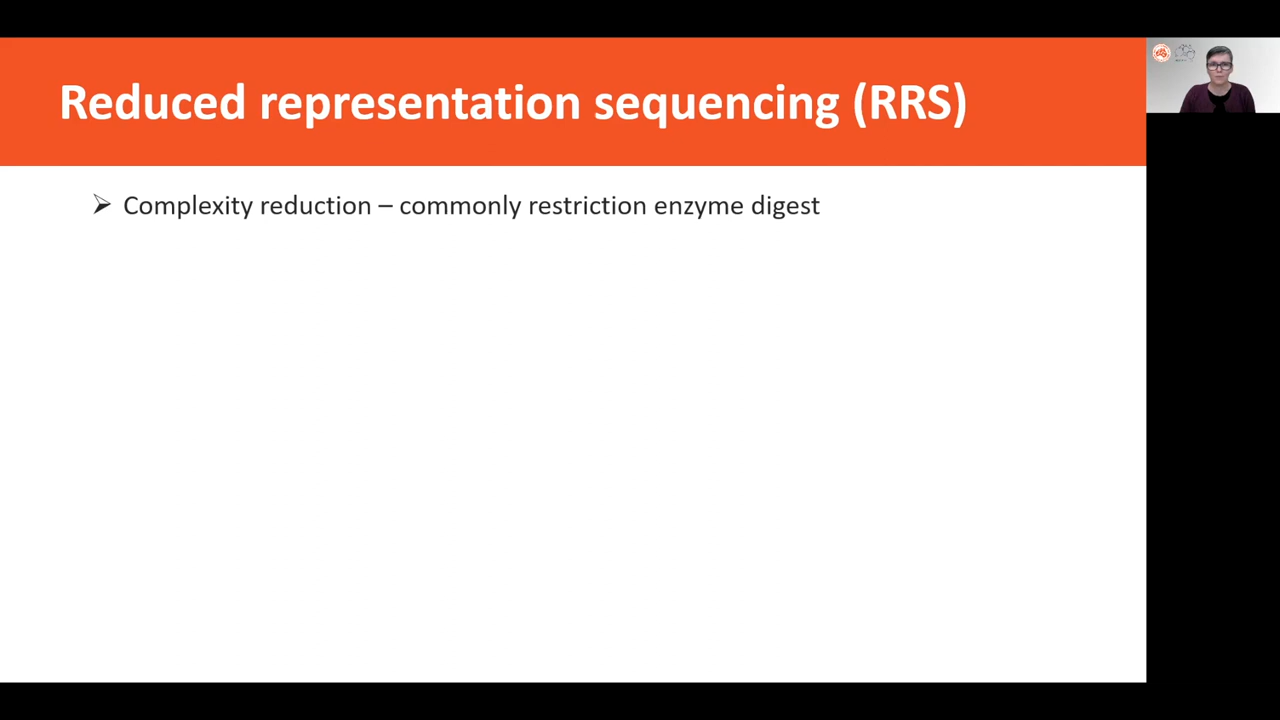 Reduced representation sequencing (RRS)
Complexity reduction – commonly restriction enzyme digest